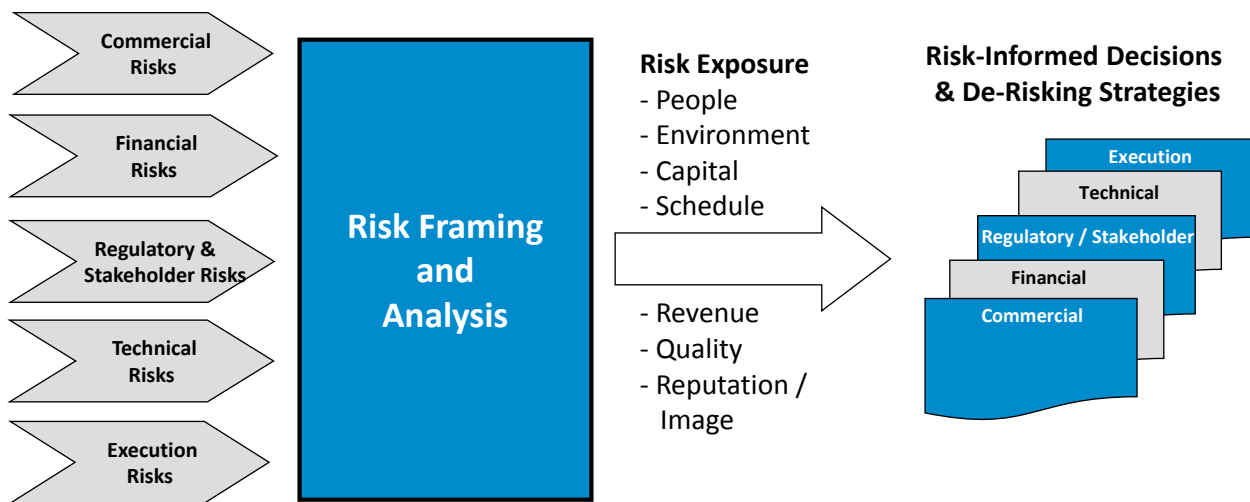 Commercial
Risks
Financial
Risks
Regulatory &
Stakeholder Risks
Technical
Risks
Execution
Risks
Risk Framing
and
Analysis
Risk Exposure
- People
- Environment
- Capital
- Schedule
- Revenue
- Quality
- Reputation /
Image
Risk-Informed Decisions
& De-Risking Strategies
Execution
Technical
Regulatory / Stakeholder
Financial
Commercial